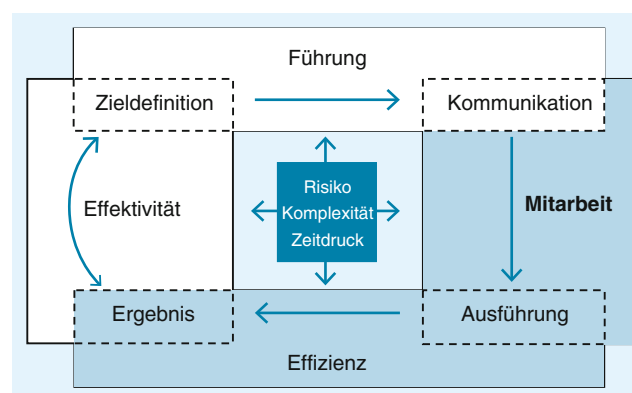 Führung
Zieldefinition
Kommunikation
Effektivität
Risiko
Komplexität
Zeitdruck
Mitarbeit
Ergebnis
Ausführung
Effizienz